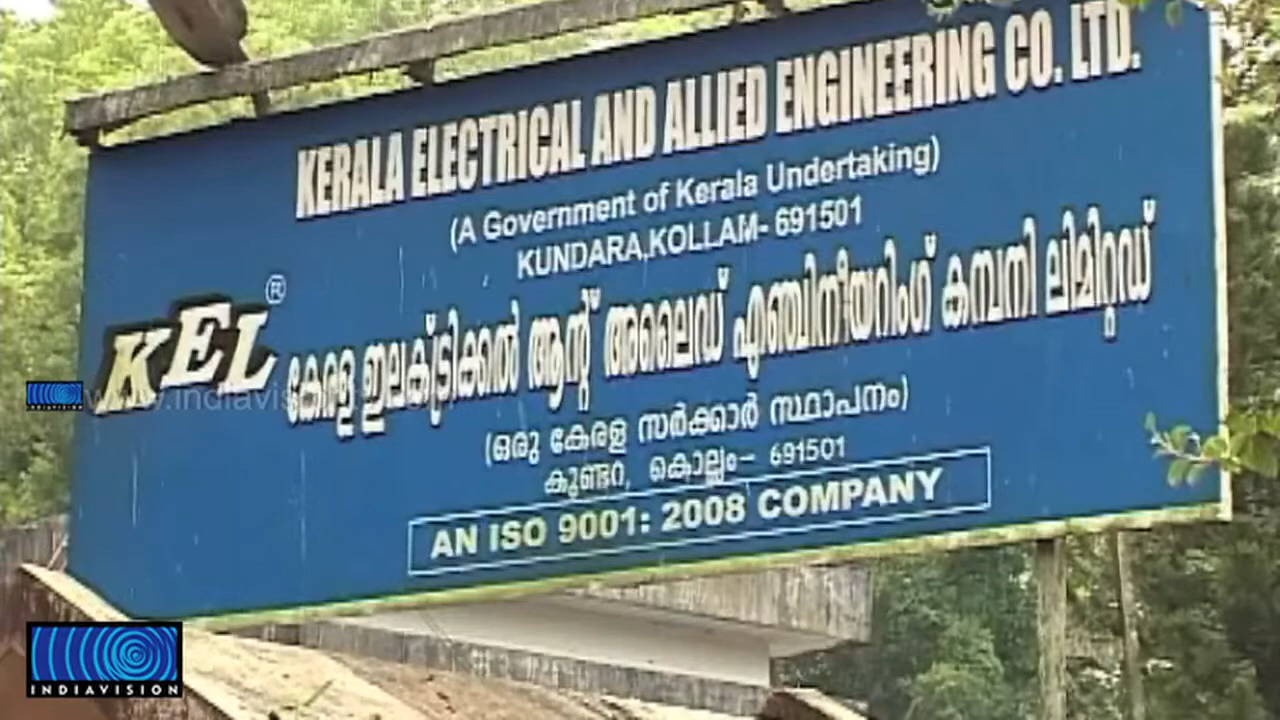 KERALA ELECTRICAL AND ALLIED ENGINEERING CO. LTD.
(A Government of Kerala Undertaking)
KUNDARA,KOLLAM- 691501
KEL ®
കേരള ഇലക്ട്രിക്കൽ ആന്റ് അലൈഡ് എഞ്ചിനീയറിംഗ് കമ്പനി ലിമിറ്റഡ്
(ഒരു കേരള സർക്കാർ സ്ഥാപനം)
കുണ്ടറ, കൊല്ലം- 691501
AN ISO 9001: 2008 COMPANY
INDIAVISION
INDIAVISION